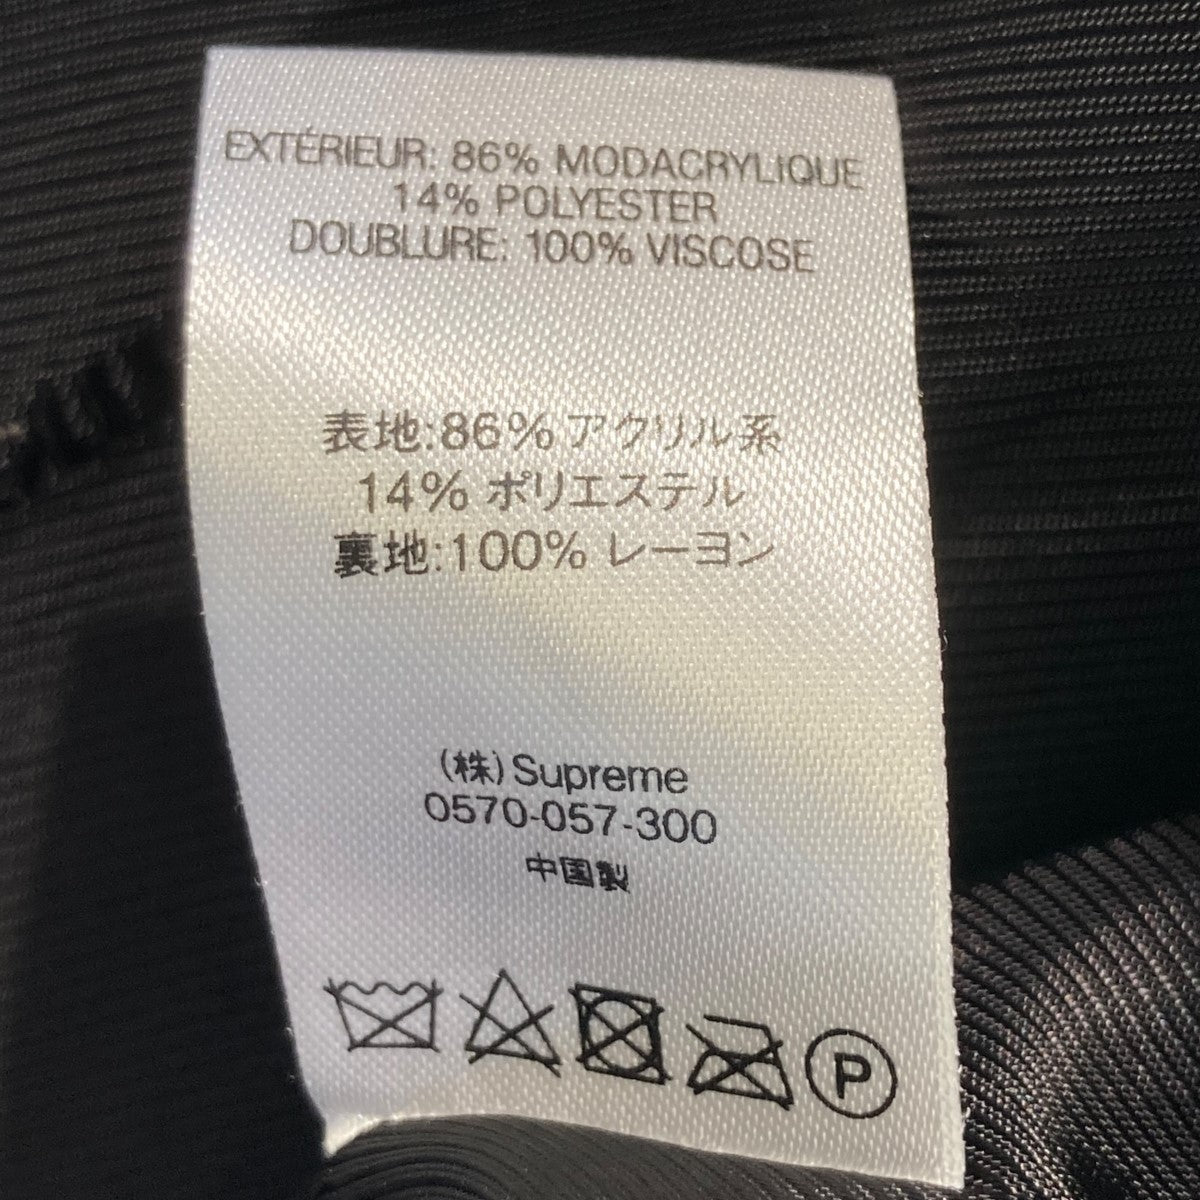 EXTÉRIEUR: 86% MODACRYLIQUE
14% POLYESTER
DOUBLURE: 100% VISCOSE
表地:86% アクリル系
14% ポリエステル
裏地:100% レーヨン
(株)Supreme
0570-057-300
中国製
P